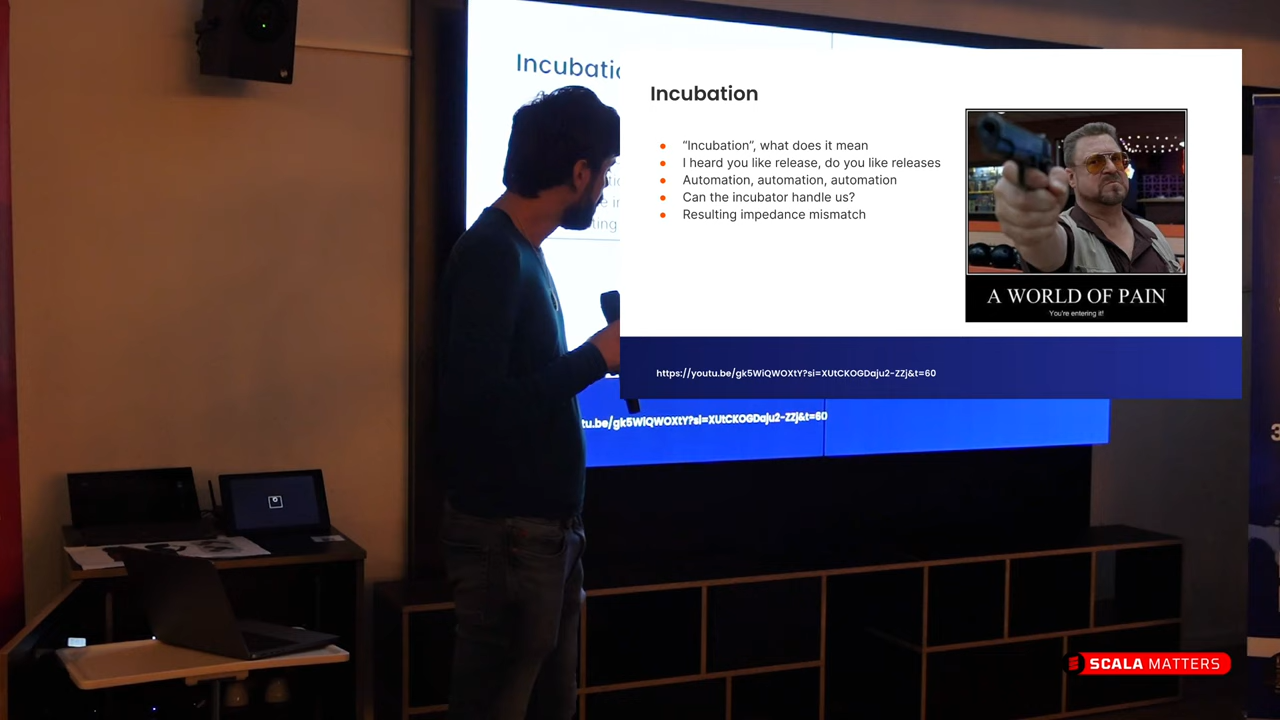 Incubatio
Incubation
“Incubation”, what does it mean
I heard you like release, do you like releases
Automation, automation, automation
Can the incubator handle us?
Resulting impedance mismatch
A WORLD OF PAIN
You're entering it!
https://youtu.be/gk5WiQWOXtY?si=XUtCKOGDaju2-ZZj&t=60
tu.be/gk5WiQWOXtY?si=XUtCKOGDaju2-ZZj&t=60
3
SCALA MATTERS